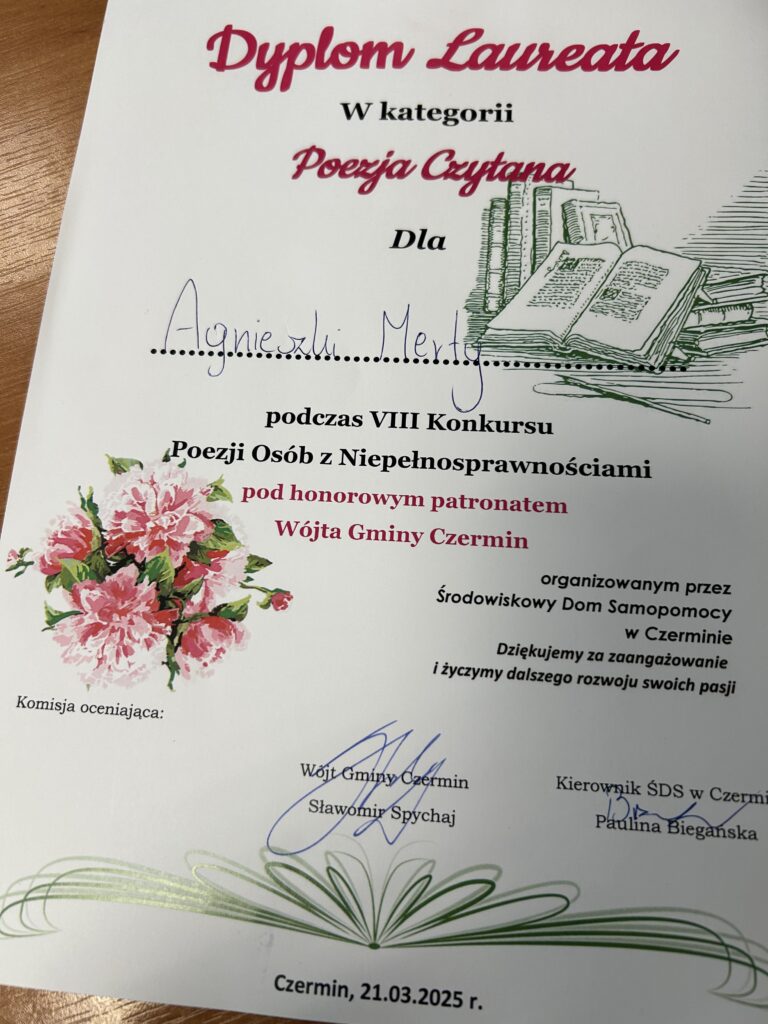 Dyplom Laureata
W kategorii
Poezja Czytana
Dla
Agnieszki Merty
podczas VIII Konkursu
Poezji Osób z Niepełnosprawnościami
pod honorowym patronatem
Wójta Gminy Czermin
organizowanym przez
Środowiskowy Dom Samopomocy
w Czerminie
Dziękujemy za zaangażowanie
i życzymy dalszego rozwoju swoich pasji
Komisja oceniająca:
Wójt Gminy Czermin
Sławomir Spychaj
Kierownik ŚDS w Czermi
Paulina Biegańska
Czermin, 21.03.2025 r.